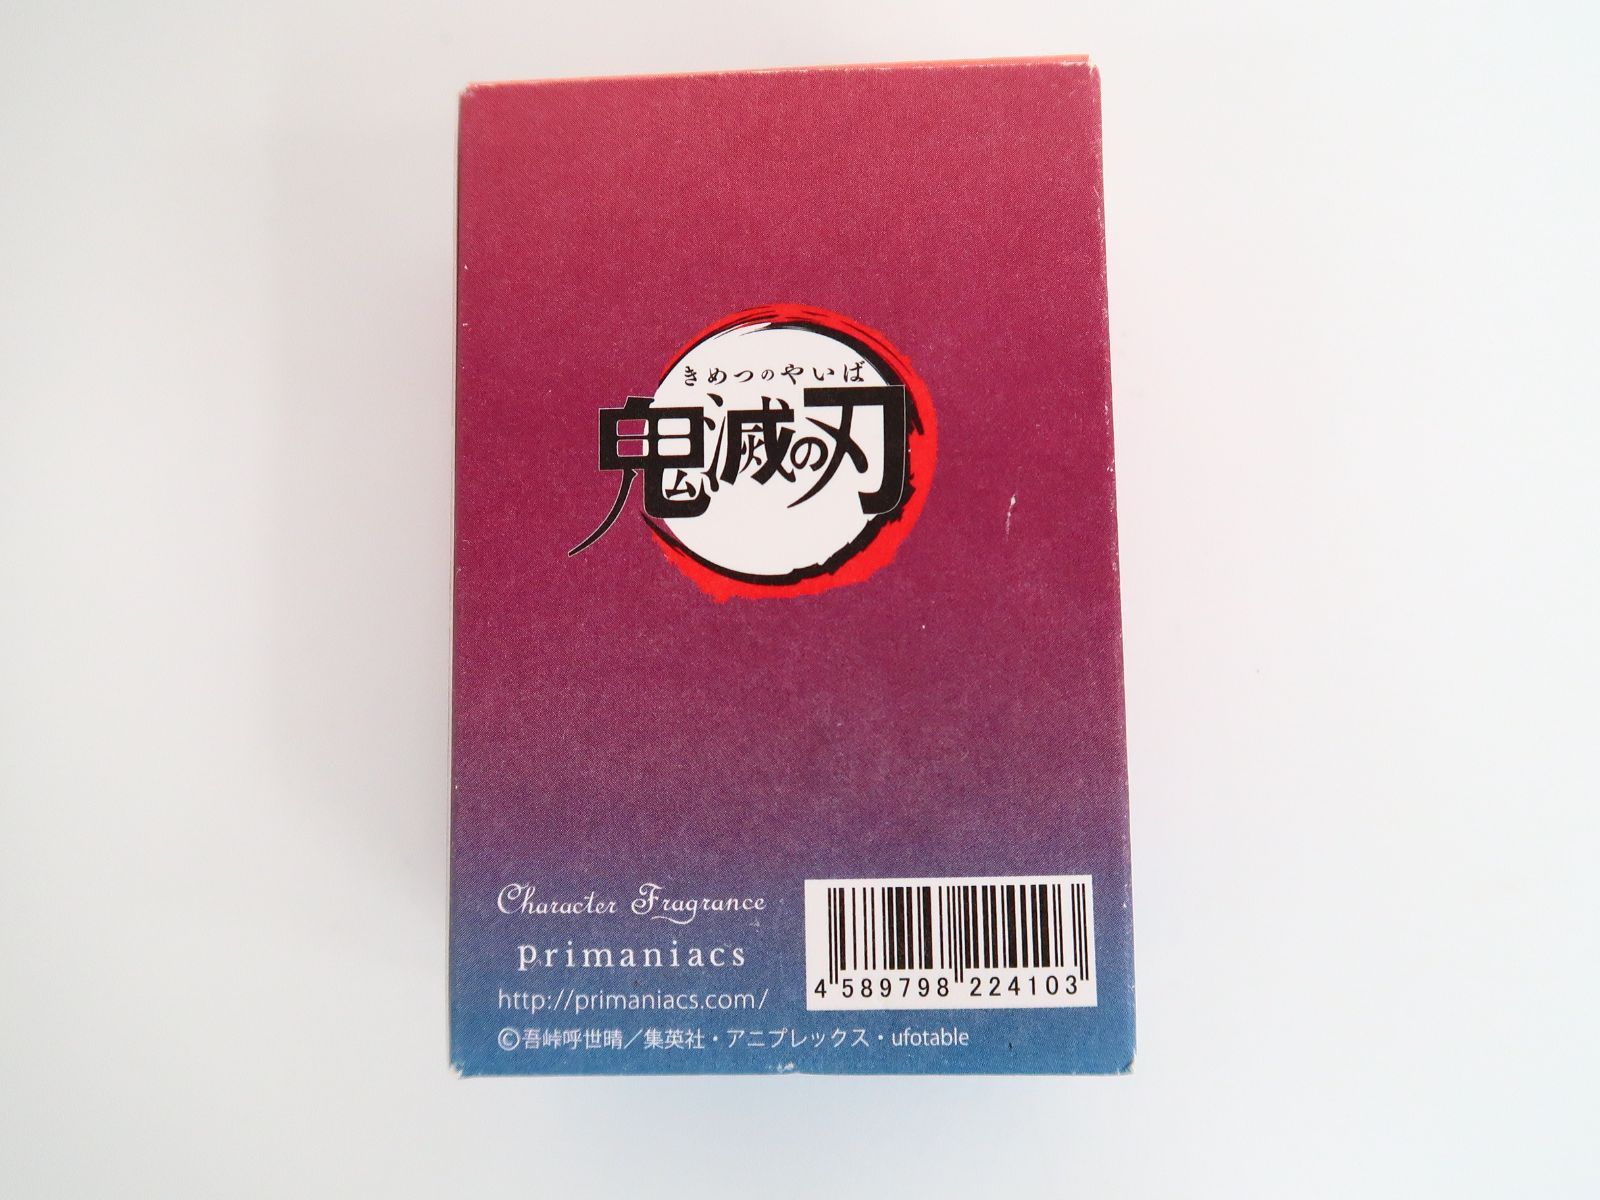 きめつのやいば
鬼滅の刃
Character Fragrance
primaniacs
http://primaniacs.com/
4 589798 224103
©吾峠呼世晴／集英社・アニプレックス・ufotable